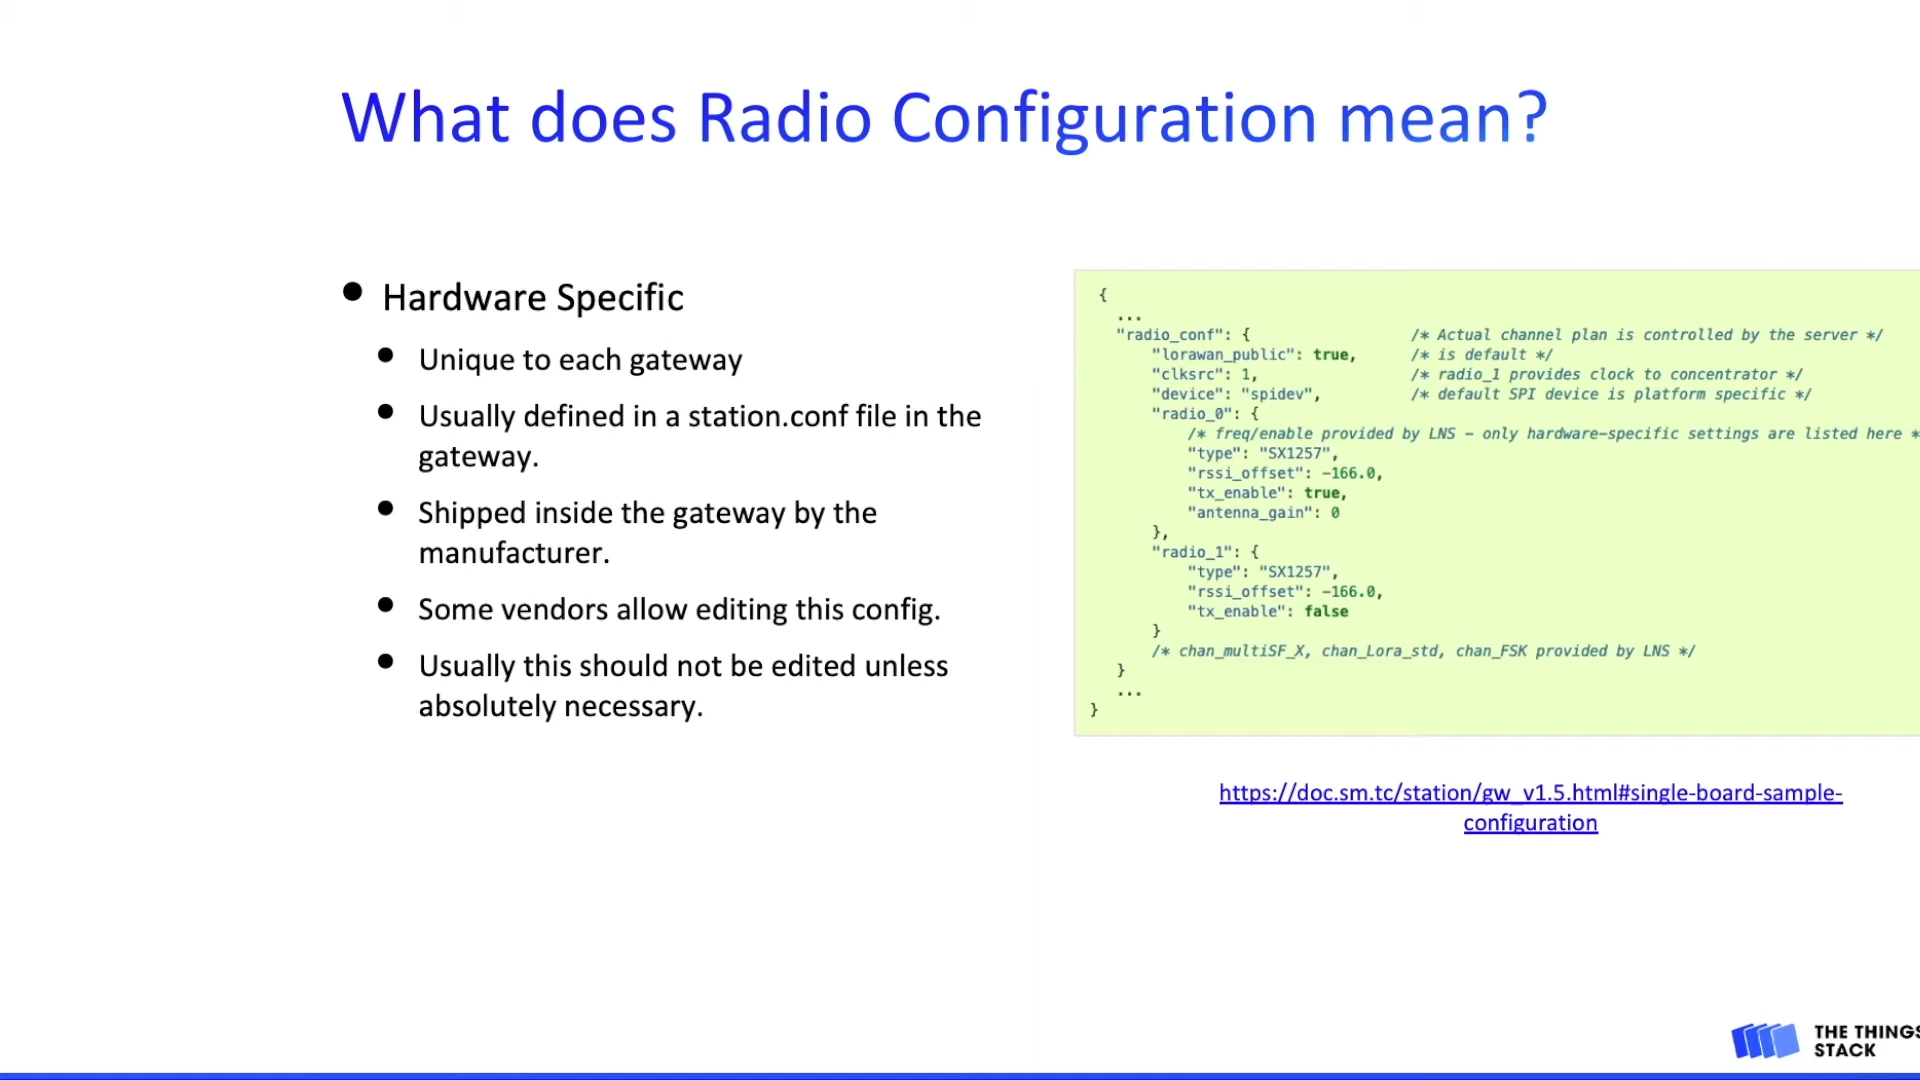 What does Radio Configuration mean?
Hardware Specific
Unique to each gateway
Usually defined in a station.conf file in the
gateway.
Shipped inside the gateway by the
manufacturer.
Some vendors allow editing this config.
Usually this should not be edited unless
absolutely necessary.
{
...
"radio_conf": { /* Actual channel plan is controlled by the server */
"lorawan_public": true, /* is default */
"clksrc": 1, /* radio_1 provides clock to concentrator */
"device": "spidev", /* default SPI device is platform specific */
"radio_0": {
/* freq/enable provided by LNS – only hardware–specific settings are listed here *
"type": "SX1257",
"rssi_offset": –166.0,
"tx_enable": true,
"antenna_gain": 0
},
"radio_1": {
"type": "SX1257",
"rssi_offset": –166.0,
"tx_enable": false
}
/* chan_multiSF_X, chan_Lora_std, chan_FSK provided by LNS */
}
...
}
https://doc.sm.tc/station/gw_v1.5.html#single-board-sample-
configuration
THE THINGS
STACK